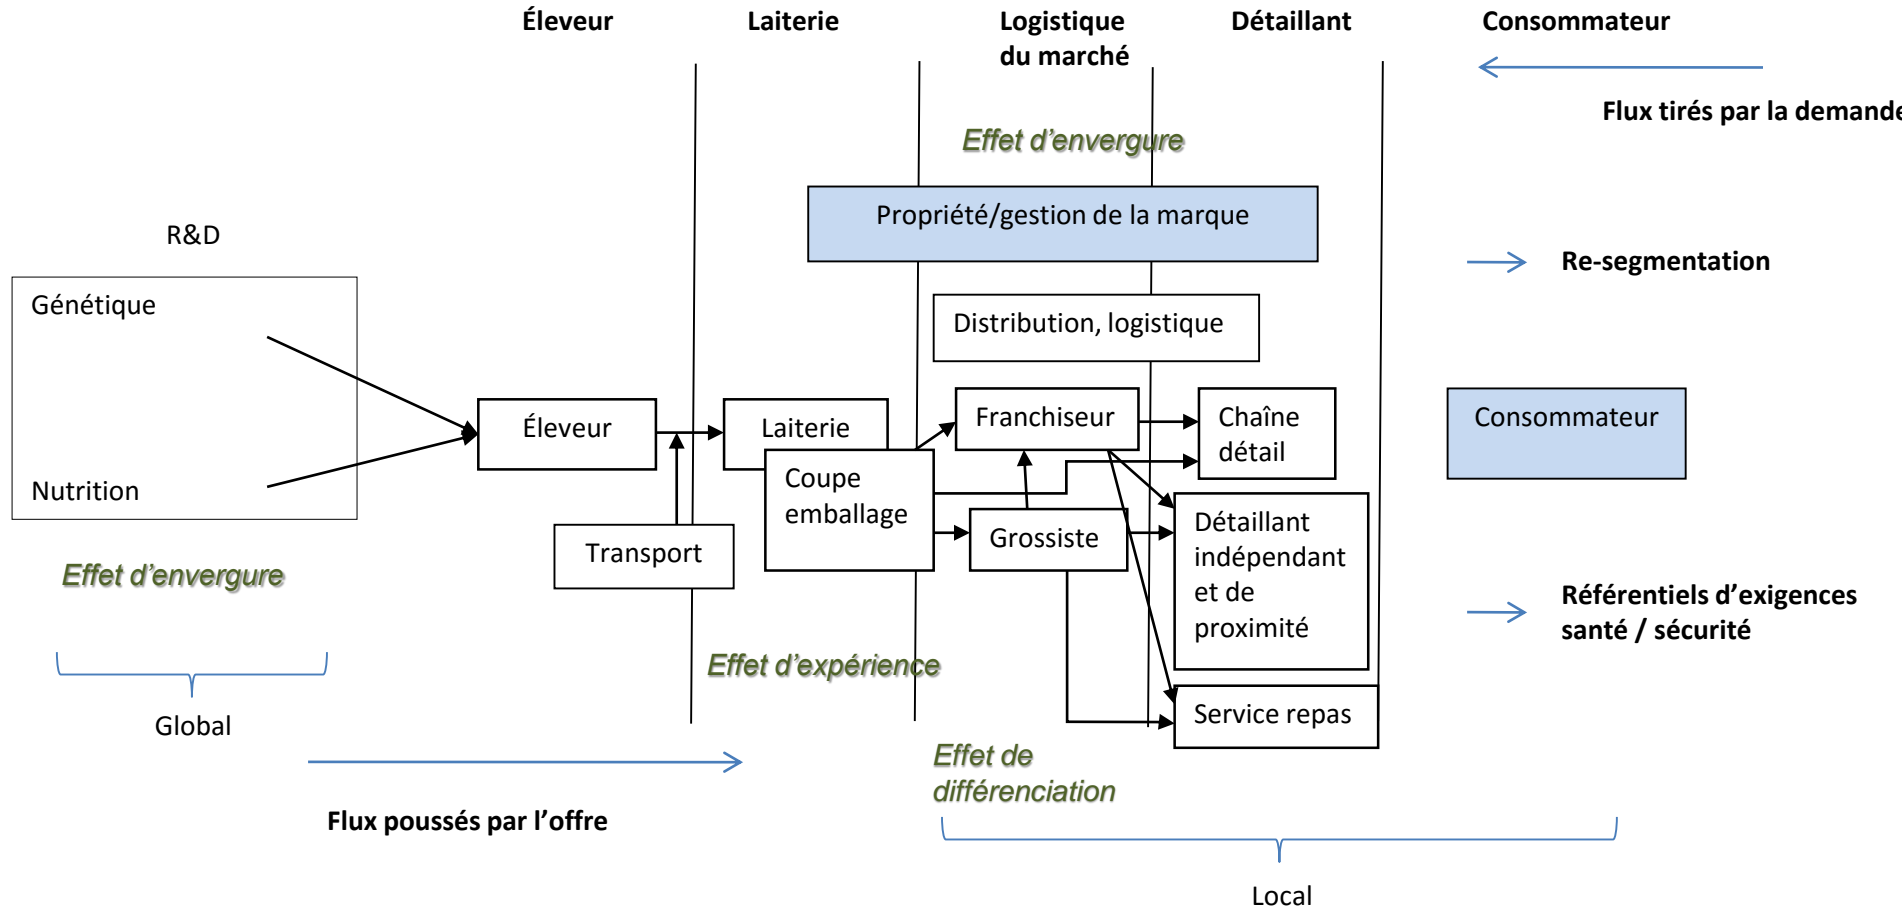 Éleveur
Laiterie
Logistique
du marché
Détaillant
Consommateur
Flux tirés par la demande
Effet d’envergure
Propriété/gestion de la marque
R&D
Re-segmentation
Génétique
Distribution, logistique
Éleveur
Laiterie
Franchiseur
Chaîne
détail
Consommateur
Nutrition
Coupe
emballage
Transport
Grossiste
Détaillant
indépendant
et de
proximité
Effet d’envergure
Référentiels d’exigences
santé / sécurité
Effet d’expérience
Global
Service repas
Effet de
différenciation
Flux poussés par l’offre
Local